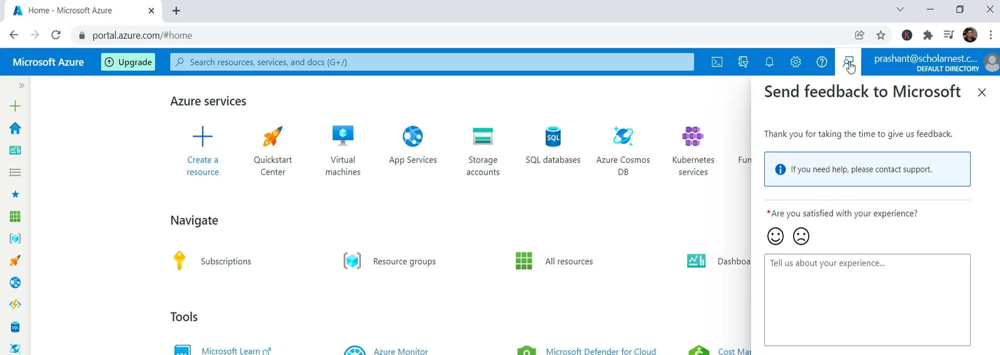 Home - Microsoft Azure
portal.azure.com/#home
Microsoft Azure
Upgrade
Search resources, services, and docs (G+/)
prashant@scholarnest.c...
DEFAULT DIRECTORY
Send feedback to Microsoft
Azure services
Thank you for taking the time to give us feedback.
SQL
Create a
resource
Quickstart
Center
Virtual
machines
App Services
Storage
accounts
SQL databases
Azure Cosmos
DB
Kubernetes
services
Fun
If you need help, please contact support.
*Are you satisfied with your experience?
Navigate
Subscriptions
Resource groups
All resources
Dashboa
Tell us about your experience...
Tools
SQL
Microsoft Learn
Azure Monitor
Microsoft Defender for Cloud
Cost Mar